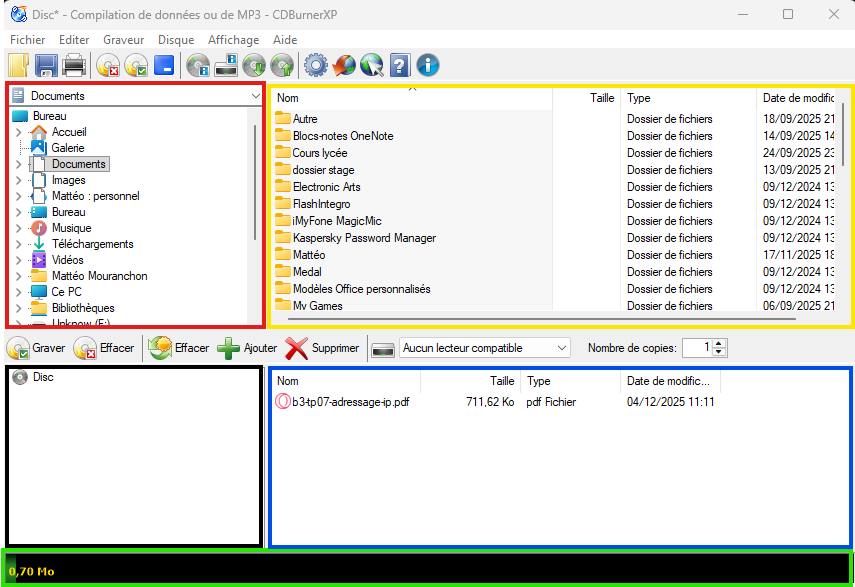 Disc* - Compilation de données ou de MP3 - CDBurnerXP
Fichier Editer Graveur Disque Affichage Aide
Documents
Bureau
Accueil
Galerie
Documents
Images
Mattéo : personnel
Bureau
Musique
Téléchargements
Vidéos
Mattéo Mouranchon
Ce PC
Bibliothèques
Unknow (E:)
Nom Taille Type Date de modific
Autre Dossier de fichiers 18/09/2025 21
Blocs-notes OneNote Dossier de fichiers 14/09/2025 14
Cours lycée Dossier de fichiers 24/09/2025 23
dossier stage Dossier de fichiers 13/09/2025 21
Electronic Arts Dossier de fichiers 09/12/2024 13
FlashIntegro Dossier de fichiers 09/12/2024 13
iMyFone MagicMic Dossier de fichiers 09/12/2024 13
Kaspersky Password Manager Dossier de fichiers 09/12/2024 13
Mattéo Dossier de fichiers 17/11/2025 18
Medal Dossier de fichiers 09/12/2024 13
Modèles Office personnalisés Dossier de fichiers 09/12/2024 13
My Games Dossier de fichiers 06/09/2025 21
Graver Effacer Effacer Ajouter Supprimer Aucun lecteur compatible Nombre de copies: 1
Disc
Nom Taille Type Date de modific...
b3-tp07-adressage-ip.pdf 711,62 Ko pdf Fichier 04/12/2025 11:11
0,70 Mo